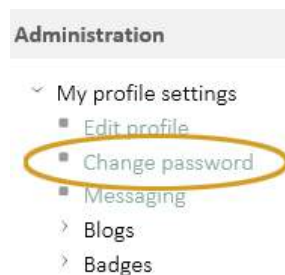 Administration
My profile settings
Edit profile
Change password
Messaging
Blogs
Badges